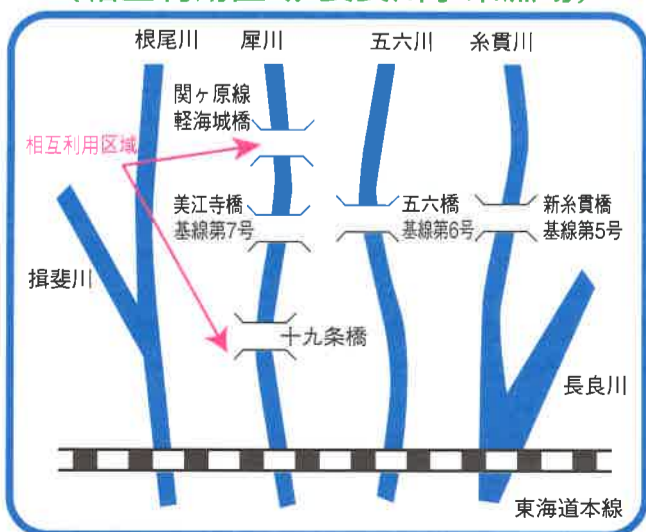 根尾川
犀川
五六川
糸貫川
関ヶ原線
軽海城橋
相互利用区域
美江寺橋
基線第7号
五六橋
基線第6号
新糸貫橋
基線第5号
揖斐川
十九条橋
長良川
東海道本線